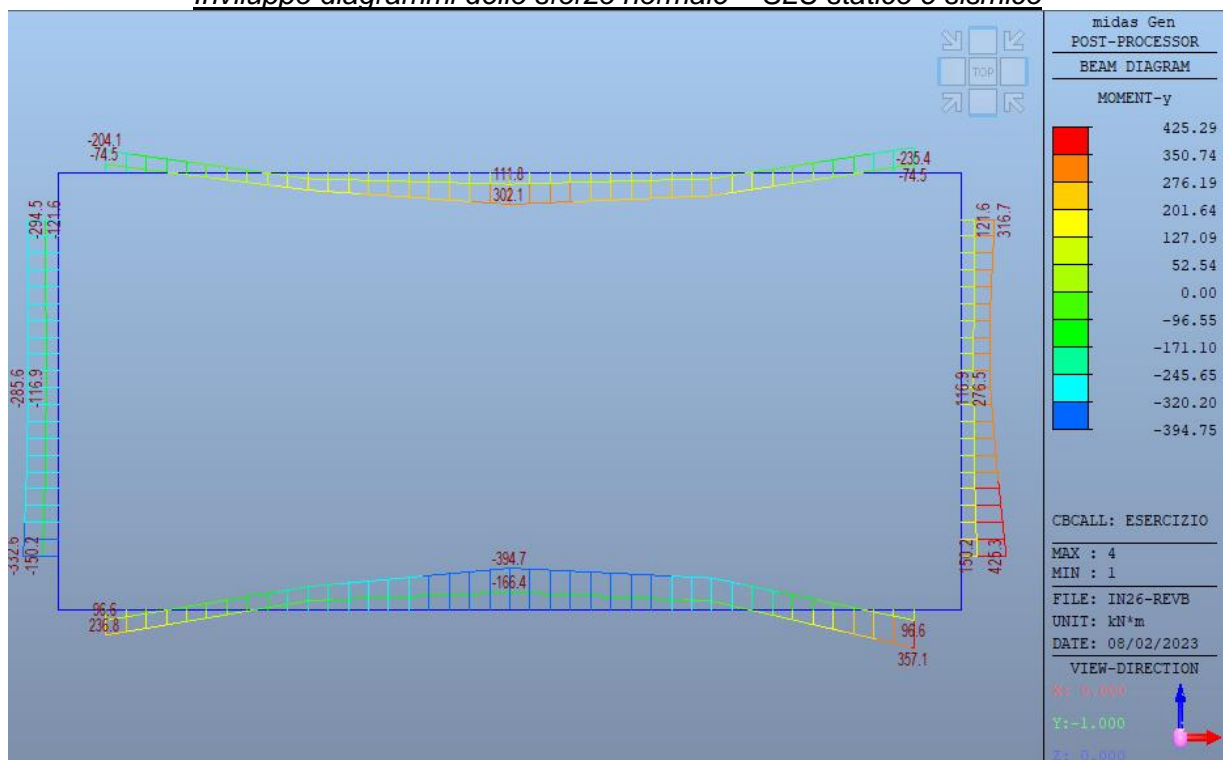 Inviluppo diagrammi dello sforzo normale – SLU statico e sismico
midas Gen
POST-PROCESSOR
BEAM DIAGRAM
MOMENT-y
425.29
350.74
276.19
201.64
127.09
52.54
0.00
-96.55
-171.10
-245.65
-320.20
-394.75
CBCALL: ESERCIZIO
MAX : 4
MIN : 1
FILE: IN26-REVB
UNIT: kN*m
DATE: 08/02/2023
VIEW-DIRECTION
X: 0.000
Y:-1.000
Z: 0.000
TOP
-204.1
-74.5
111.8
302.1
-235.4
-74.5
-294.5
-121.6
121.6
316.7
-285.6
-116.9
116.9
276.5
-332.6
-150.2
150.2
425.3
-394.7
-166.4
96.6
236.8
96.6
357.1